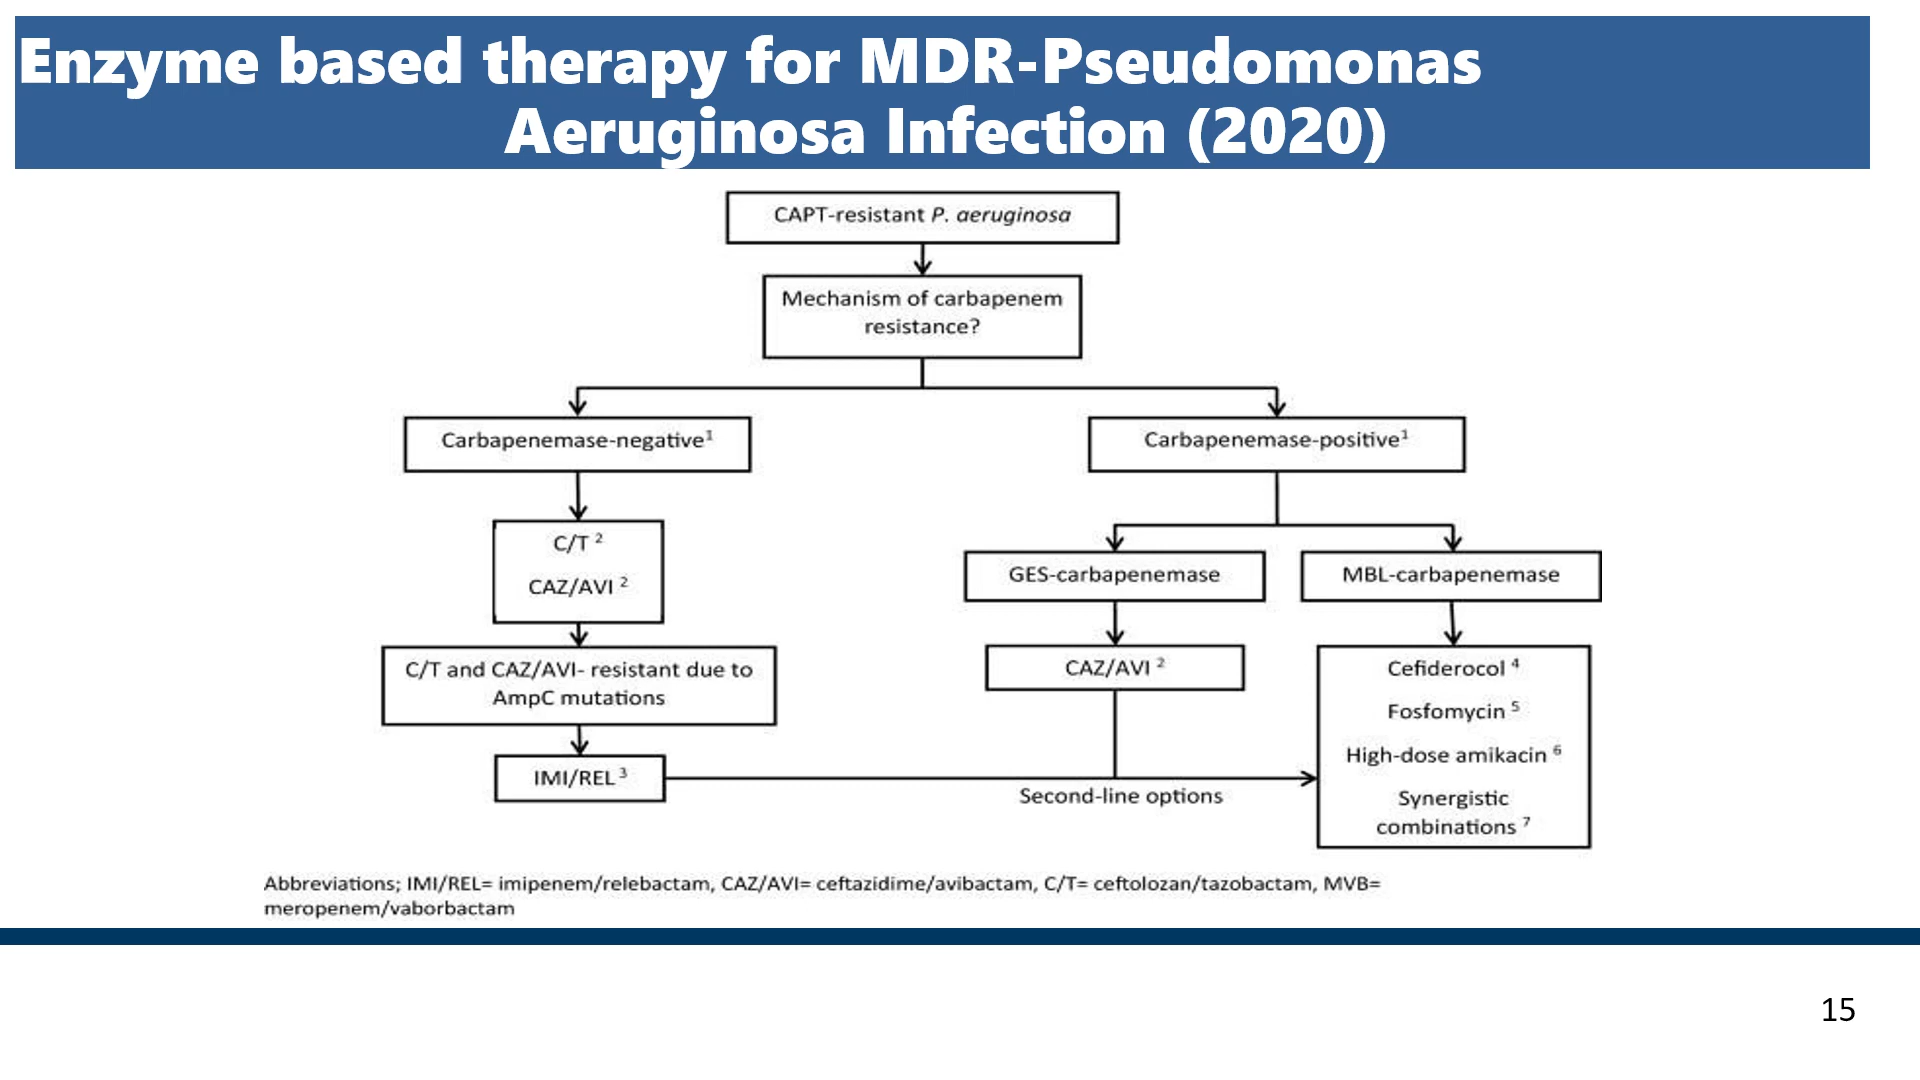 Enzyme based therapy for MDR-Pseudomonas
Aeruginosa Infection (2020)
CAPT-resistant P. aeruginosa
Mechanism of carbapenem
resistance?
Carbapenemase-negative¹
Carbapenemase-positive¹
C/T ²
CAZ/AVI ²
GES-carbapenemase
MBL-carbapenemase
C/T and CAZ/AVI- resistant due to
AmpC mutations
CAZ/AVI ²
Cefiderocol ⁴
Fosfomycin ⁵
High-dose amikacin ⁶
Synergistic
combinations ⁷
IMI/REL ³
Second-line options
Abbreviations; IMI/REL= imipenem/relebactam, CAZ/AVI= ceftazidime/avibactam, C/T= ceftolozan/tazobactam, MVB=
meropenem/vaborbactam
15